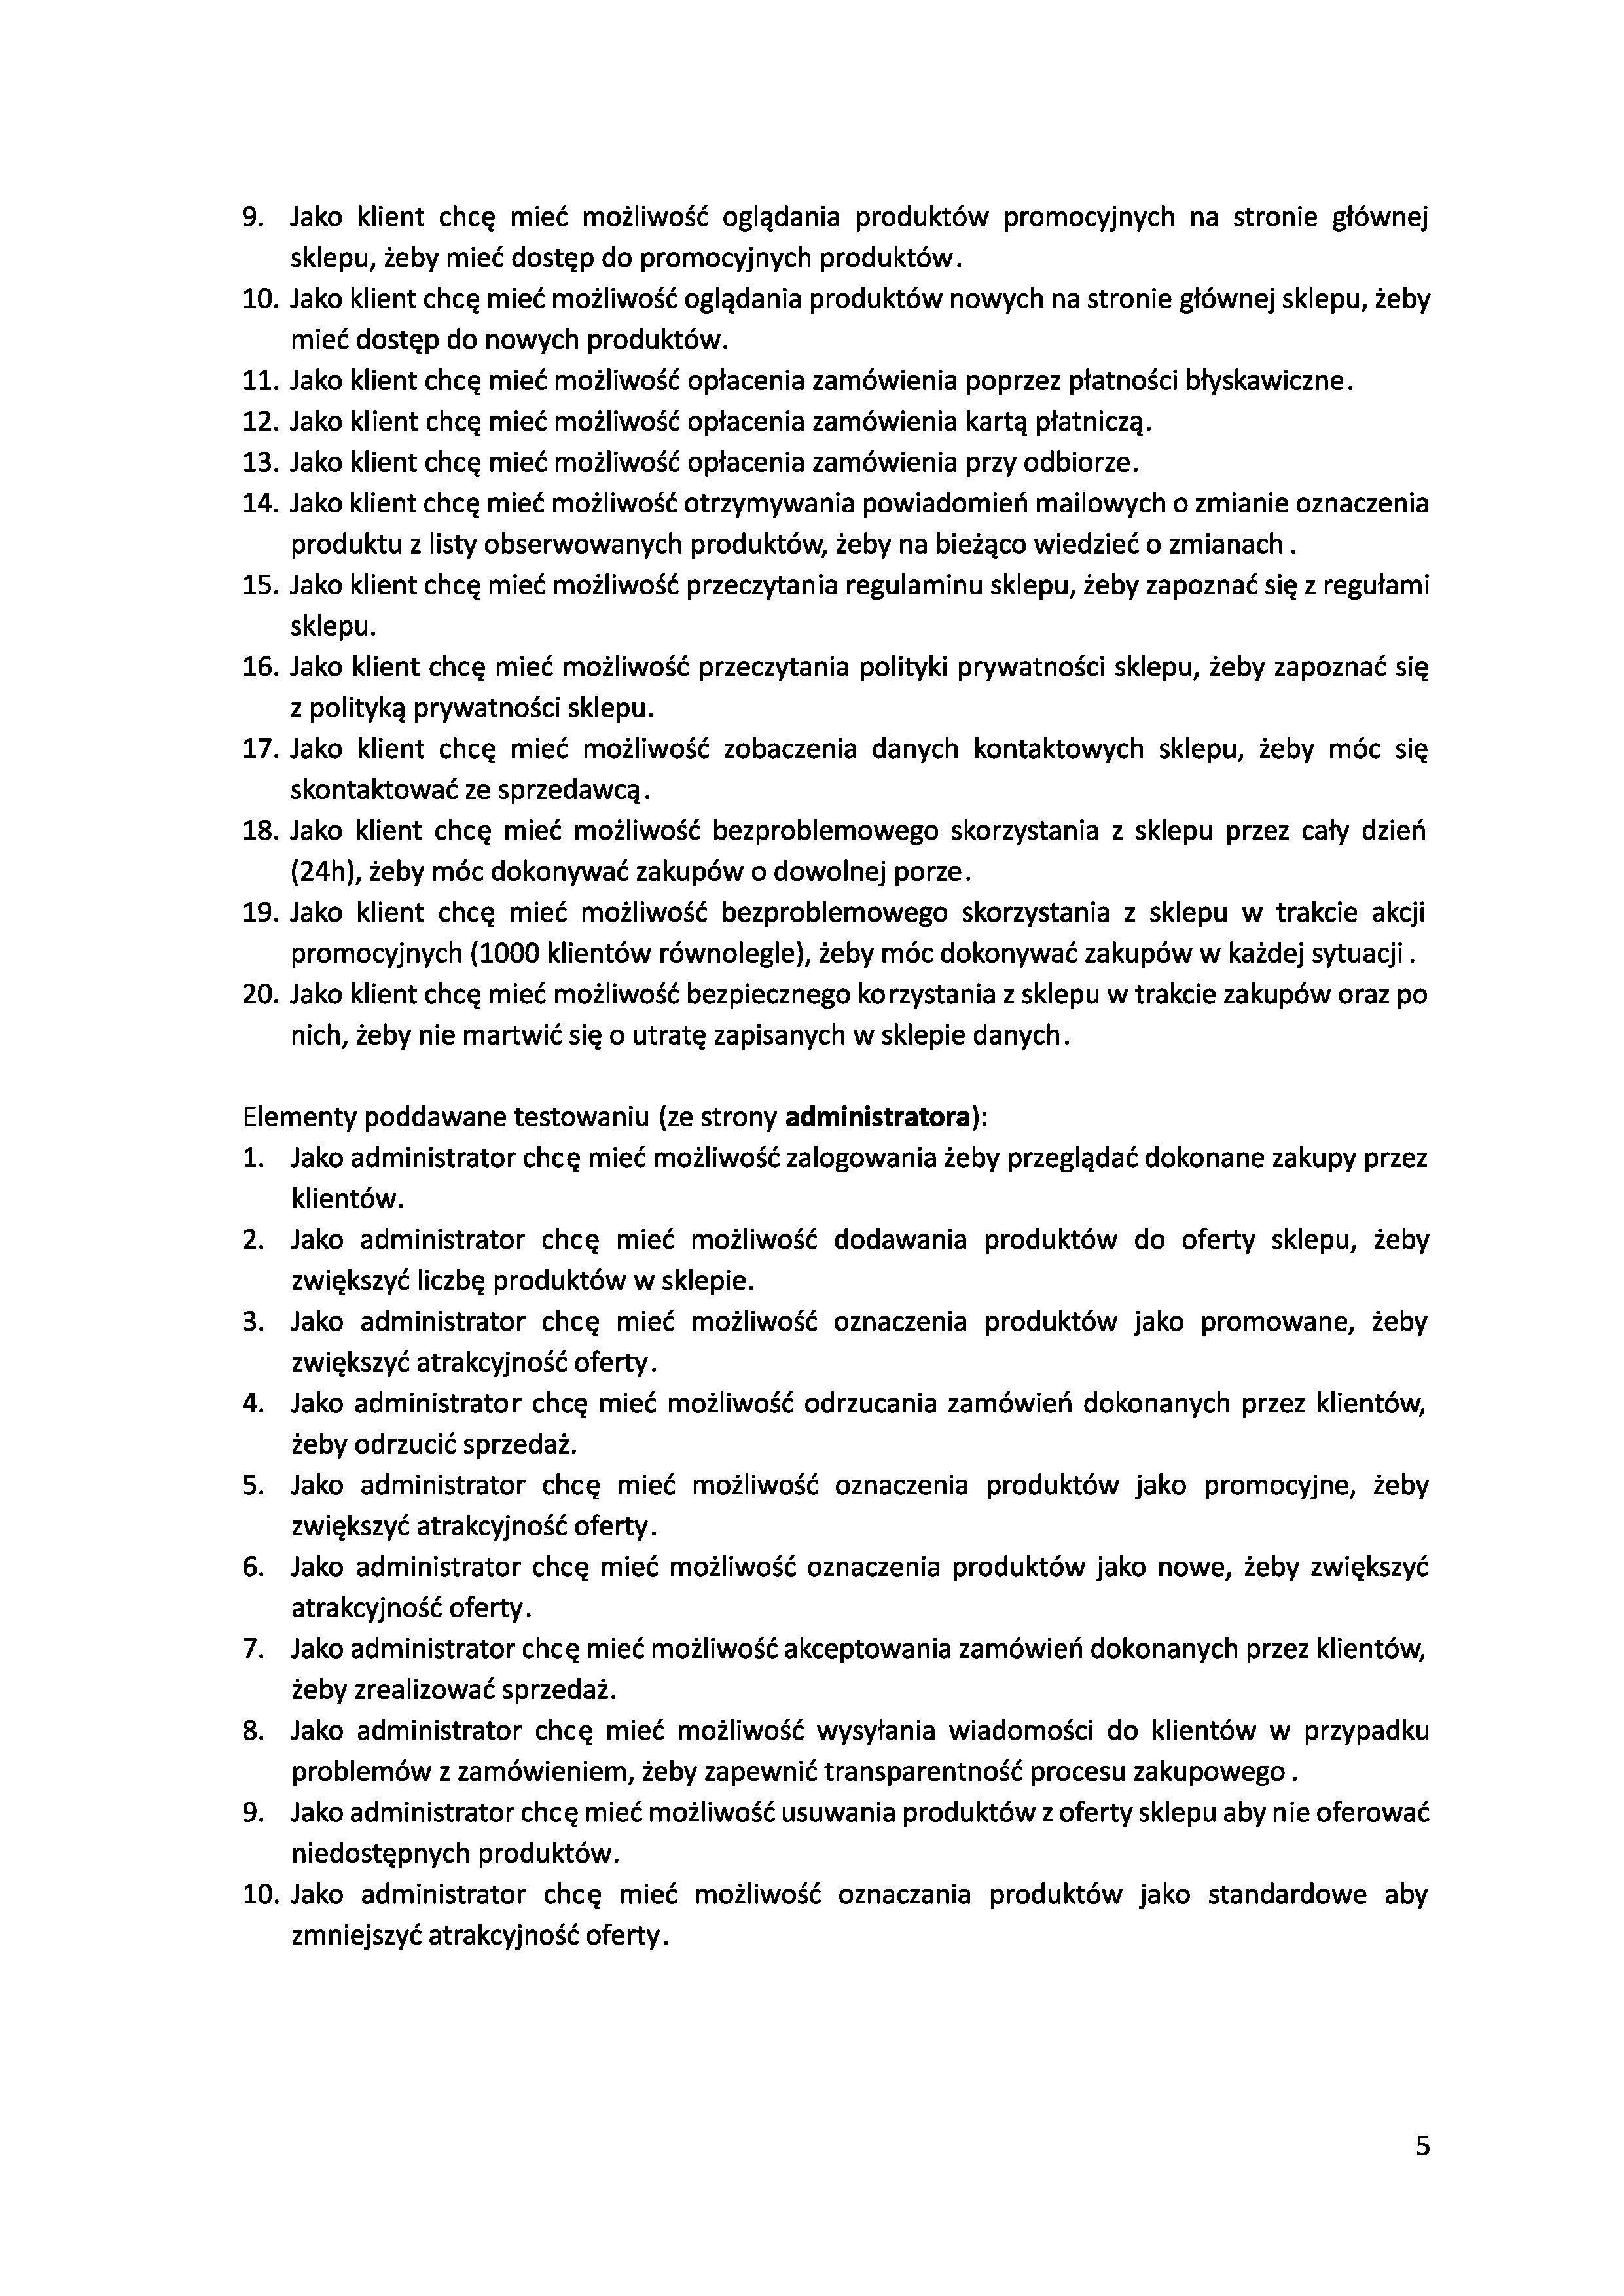 9. Jako klient chcę mieć możliwość oglądania produktów promocyjnych na stronie głównej
sklepu, żeby mieć dostęp do promocyjnych produktów.
10. Jako klient chcę mieć możliwość oglądania produktów nowych na stronie głównej sklepu, żeby
mieć dostęp do nowych produktów.
11. Jako klient chcę mieć możliwość opłacenia zamówienia poprzez płatności błyskawiczne.
12. Jako klient chcę mieć możliwość opłacenia zamówienia kartą płatniczą.
13. Jako klient chcę mieć możliwość opłacenia zamówienia przy odbiorze.
14. Jako klient chcę mieć możliwość otrzymywania powiadomień mailowych o zmianie oznaczenia
produktu z listy obserwowanych produktów, żeby na bieżąco wiedzieć o zmianach .
15. Jako klient chcę mieć możliwość przeczytania regulaminu sklepu, żeby zapoznać się z regułami
sklepu.
16. Jako klient chcę mieć możliwość przeczytania polityki prywatności sklepu, żeby zapoznać się
z polityką prywatności sklepu.
17. Jako klient chcę mieć możliwość zobaczenia danych kontaktowych sklepu, żeby móc się
skontaktować ze sprzedawcą.
18. Jako klient chcę mieć możliwość bezproblemowego skorzystania z sklepu przez cały dzień
(24h), żeby móc dokonywać zakupów o dowolnej porze.
19. Jako klient chcę mieć możliwość bezproblemowego skorzystania z sklepu w trakcie akcji
promocyjnych (1000 klientów równolegle), żeby móc dokonywać zakupów w każdej sytuacji .
20. Jako klient chcę mieć możliwość bezpiecznego korzystania z sklepu w trakcie zakupów oraz po
nich, żeby nie martwić się o utratę zapisanych w sklepie danych.
Elementy poddawane testowaniu (ze strony administratora):
1. Jako administrator chcę mieć możliwość zalogowania żeby przeglądać dokonane zakupy przez
klientów.
2. Jako administrator chcę mieć możliwość dodawania produktów do oferty sklepu, żeby
zwiększyć liczbę produktów w sklepie.
3. Jako administrator chcę mieć możliwość oznaczenia produktów jako promowane, żeby
zwiększyć atrakcyjność oferty.
4. Jako administrator chcę mieć możliwość odrzucania zamówień dokonanych przez klientów,
żeby odrzucić sprzedaż.
5. Jako administrator chcę mieć możliwość oznaczenia produktów jako promocyjne, żeby
zwiększyć atrakcyjność oferty.
6. Jako administrator chcę mieć możliwość oznaczenia produktów jako nowe, żeby zwiększyć
atrakcyjność oferty.
7. Jako administrator chcę mieć możliwość akceptowania zamówień dokonanych przez klientów,
żeby zrealizować sprzedaż.
8. Jako administrator chcę mieć możliwość wysyłania wiadomości do klientów w przypadku
problemów z zamówieniem, żeby zapewnić transparentność procesu zakupowego .
9. Jako administrator chcę mieć możliwość usuwania produktów z oferty sklepu aby nie oferować
niedostępnych produktów.
10. Jako administrator chcę mieć możliwość oznaczania produktów jako standardowe aby
zmniejszyć atrakcyjność oferty.
5